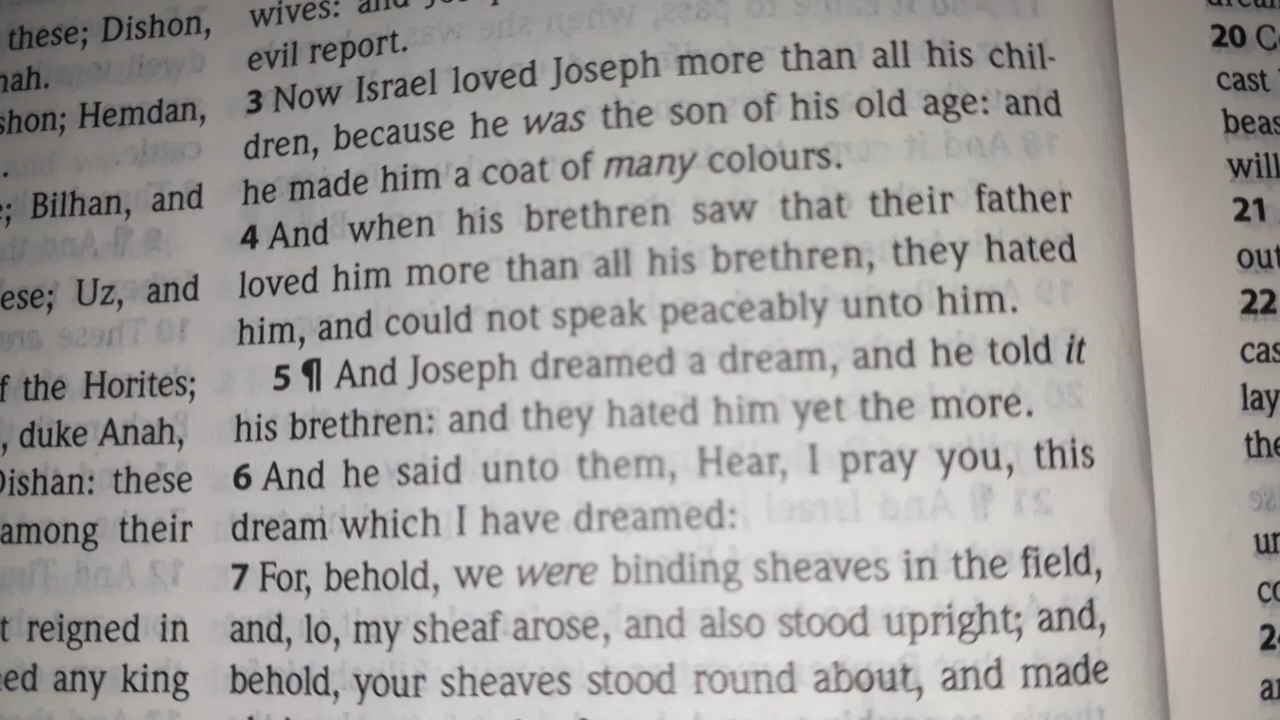 these; Dishon,
shon; Hemdan,
Bilhan, and
Uz, and
the Horites;
, duke Anah,
Dishan: these
among their
reigned in
any king
wives:
evil report.
3 Now Israel loved Joseph more than all his chil-
dren, because he was the son of his old age: and
he made him a coat of many colours.
4 And when his brethren saw that their father
loved him more than all his brethren, they hated
him, and could not speak peaceably unto him.
5 ¶ And Joseph dreamed a dream, and he told it
his brethren: and they hated him yet the more.
6 And he said unto them, Hear, I pray you, this
dream which I have dreamed:
7 For, behold, we were binding sheaves in the field,
and, lo, my sheaf arose, and also stood upright; and,
behold, your sheaves stood round about, and made
20
cast
will
21
22